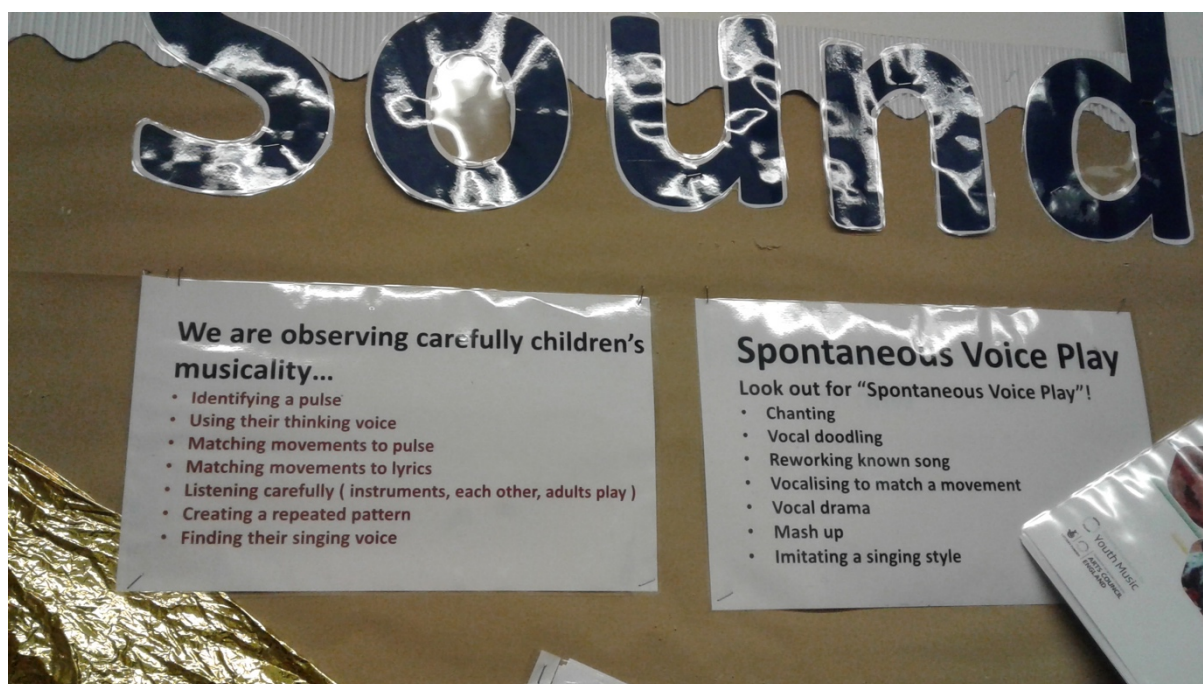 Sound
We are observing carefully children's
musicality...
• Identifying a pulse
• Using their thinking voice
• Matching movements to pulse
• Matching movements to lyrics
• Listening carefully ( instruments, each other, adults play )
• Creating a repeated pattern
• Finding their singing voice
Spontaneous Voice Play
Look out for “Spontaneous Voice Play”!
• Chanting
• Vocal doodling
• Reworking known song
• Vocalising to match a movement
• Vocal drama
• Mash up
• Imitating a singing style
Youth Music
ARTS COUNCIL
ENGLAND